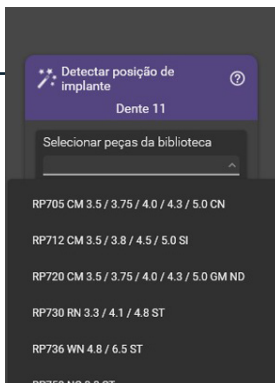 Detectar posição de
implante
Dente 11
Selecionar peças da biblioteca
RP705 CM 3.5 / 3.75 / 4.0 / 4.3 / 5.0 CN
RP712 CM 3.5 / 3.8 / 4.5 / 5.0 SI
RP720 CM 3.5 / 3.75 / 4.0 / 4.3 / 5.0 GM ND
RP730 RN 3.3 / 4.1 / 4.8 ST
RP736 WN 4.8 / 6.5 ST